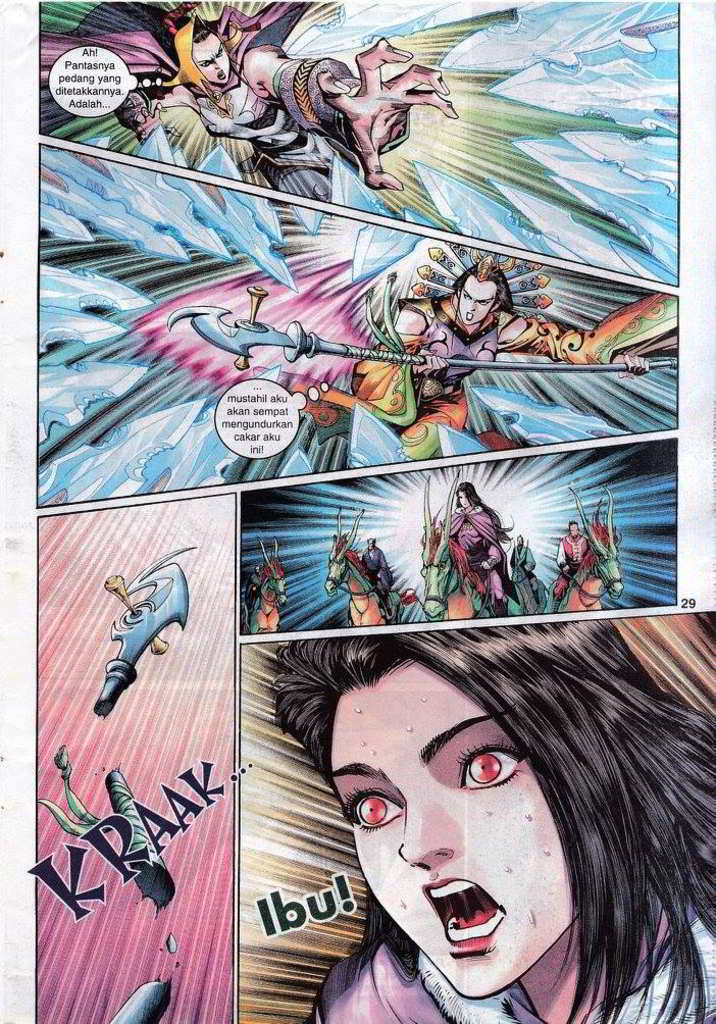 Ah!
Pantasnya
pedang yang
ditetakkannya.
Adalah...
...
mustahil aku
akan sempat
mengundurkan
cakar aku
ini!
29
KRAAK...
Ibu!